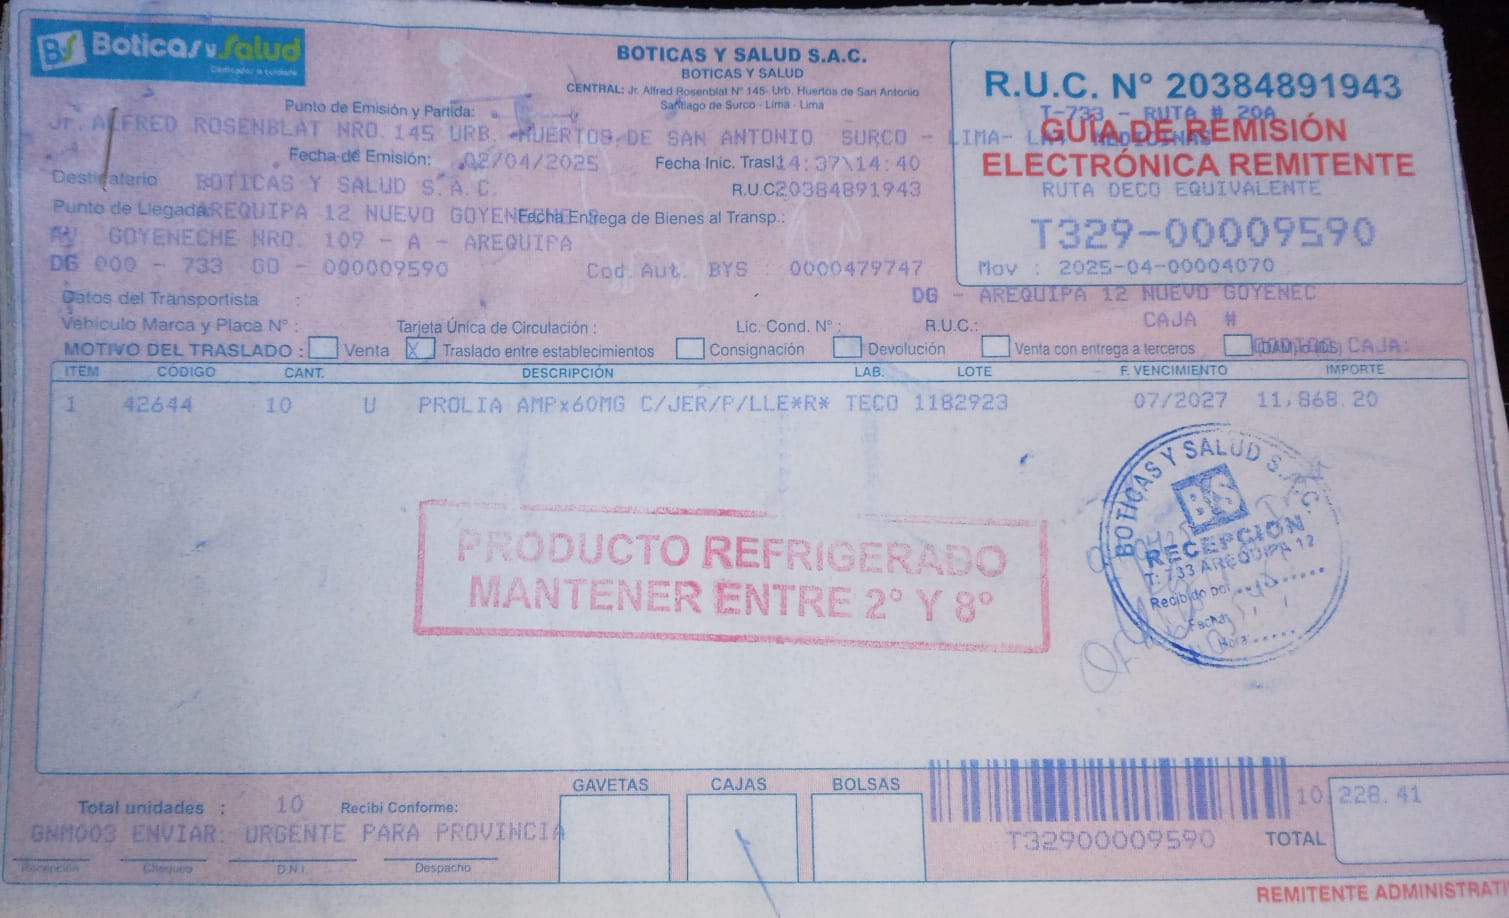 BS Boticas y Salud
BOTICAS Y SALUD S.A.C.
BOTICAS Y SALUD
CENTRAL: Jr. Alfred Rosenblat N° 145- Urb. Huertos de San Antonio
Santiago de Surco - Lima - Lima
R.U.C. N° 20384891943
T-733 - RUTA # 20A
GUIA DE REMISIÓN
ELECTRÓNICA REMITENTE
RUTA DECO EQUIVALENTE
T329-00009590
Mov : 2025-04-00004070
Punto de Emisión y Partida:
Jr. ALFRED ROSENBLAT NRO. 145 URB. HUERTOS DE SAN ANTONIO SURCO - LIMA-
Fecha de Emisión: 02/04/2025 Fecha Inic. Trasl 14:37\14:40
Destinatario BOTICAS Y SALUD S.A.C. R.U.C 20384891943
Punto de Llegada: AREQUIPA 12 NUEVO GOYENECHE Fecha Entrega de Bienes al Transp.:
AV GOYENECHE NRO. 109 - A - AREQUIPA
DG 000 - 733 GO - 000009590 Cod. Aut. BYS : 0000479747
DG - AREQUIPA 12 NUEVO GOYENEC
Datos del Transportista :
CAJA #
Vehículo Marca y Placa N° : Tarjeta Única de Circulación : Lic. Cond. N° : R.U.C.:
MOTIVO DEL TRASLADO : Venta X Traslado entre establecimientos Consignación Devolución Venta con entrega a terceros CAJA:
ITEM CÓDIGO CANT. DESCRIPCIÓN LAB. LOTE F. VENCIMIENTO IMPORTE
1 42644 10 U PROLIA AMPx60MG C/JER/P/LLE*R* TECO 1182923 07/2027 11,868.20
PRODUCTO REFRIGERADO
MANTENER ENTRE 2° Y 8°
BOTICAS Y SALUD S.A.C.
BS
RECEPCION
T: 733 AREQUIPA 12
Recibido por
Fecha
Hora
GAVETAS CAJAS BOLSAS
Total unidades : 10 Recibí Conforme:
10,228.41
GNM003 ENVIAR: URGENTE PARA PROVINCIA
T32900009590 TOTAL
Recepción Chequeo D.N.I. Despacho
REMITENTE ADMINISTRATI